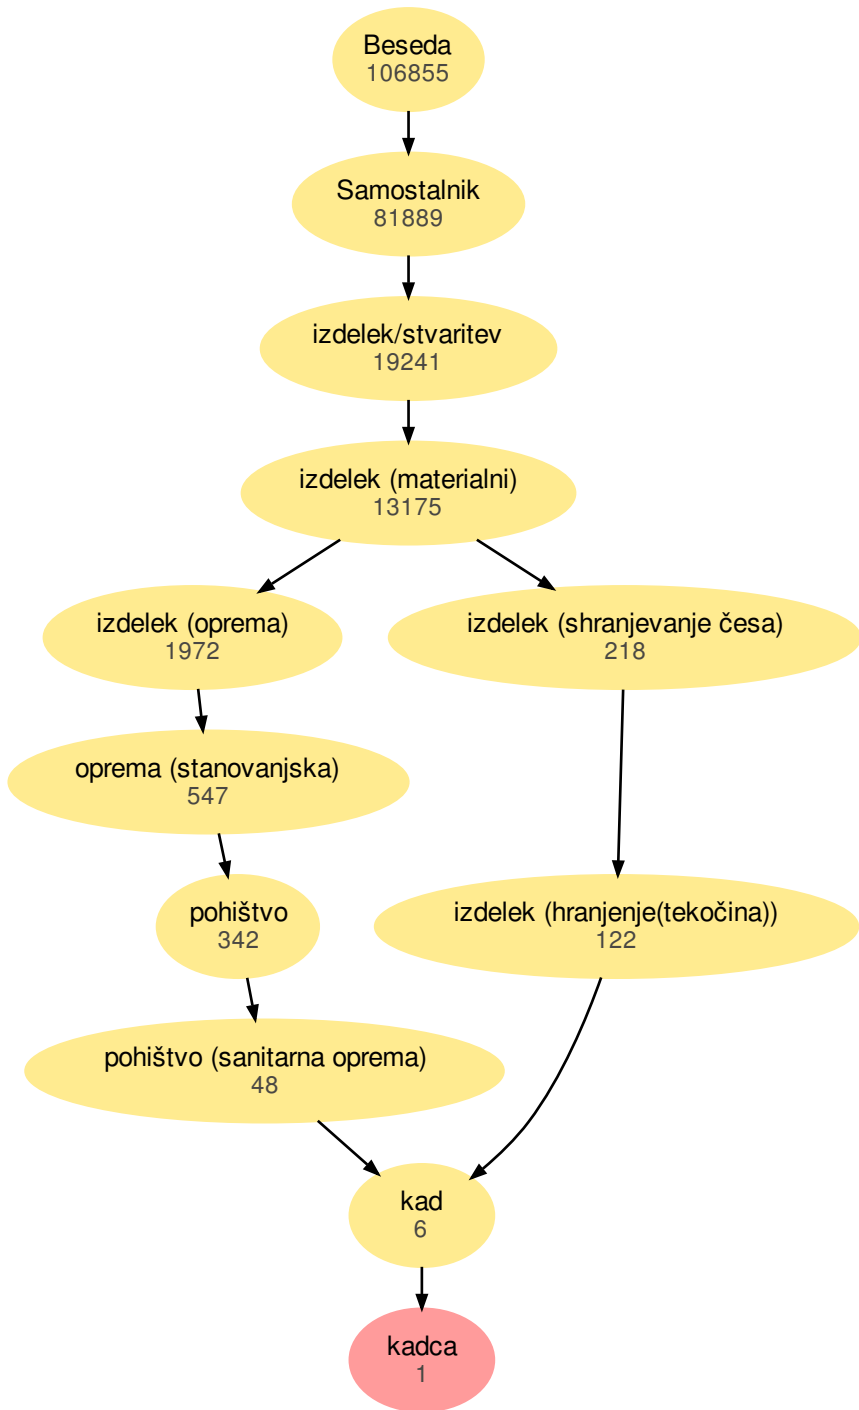 Beseda
106855
Samostalnik
81889
izdelek/stvaritev
19241
izdelek (materialni)
13175
izdelek (oprema)
1972
izdelek (shranjevanje česa)
218
oprema (stanovanjska)
547
pohištvo
342
izdelek (hranjenje(tekočina))
122
pohištvo (sanitarna oprema)
48
kad
6
kadca
1